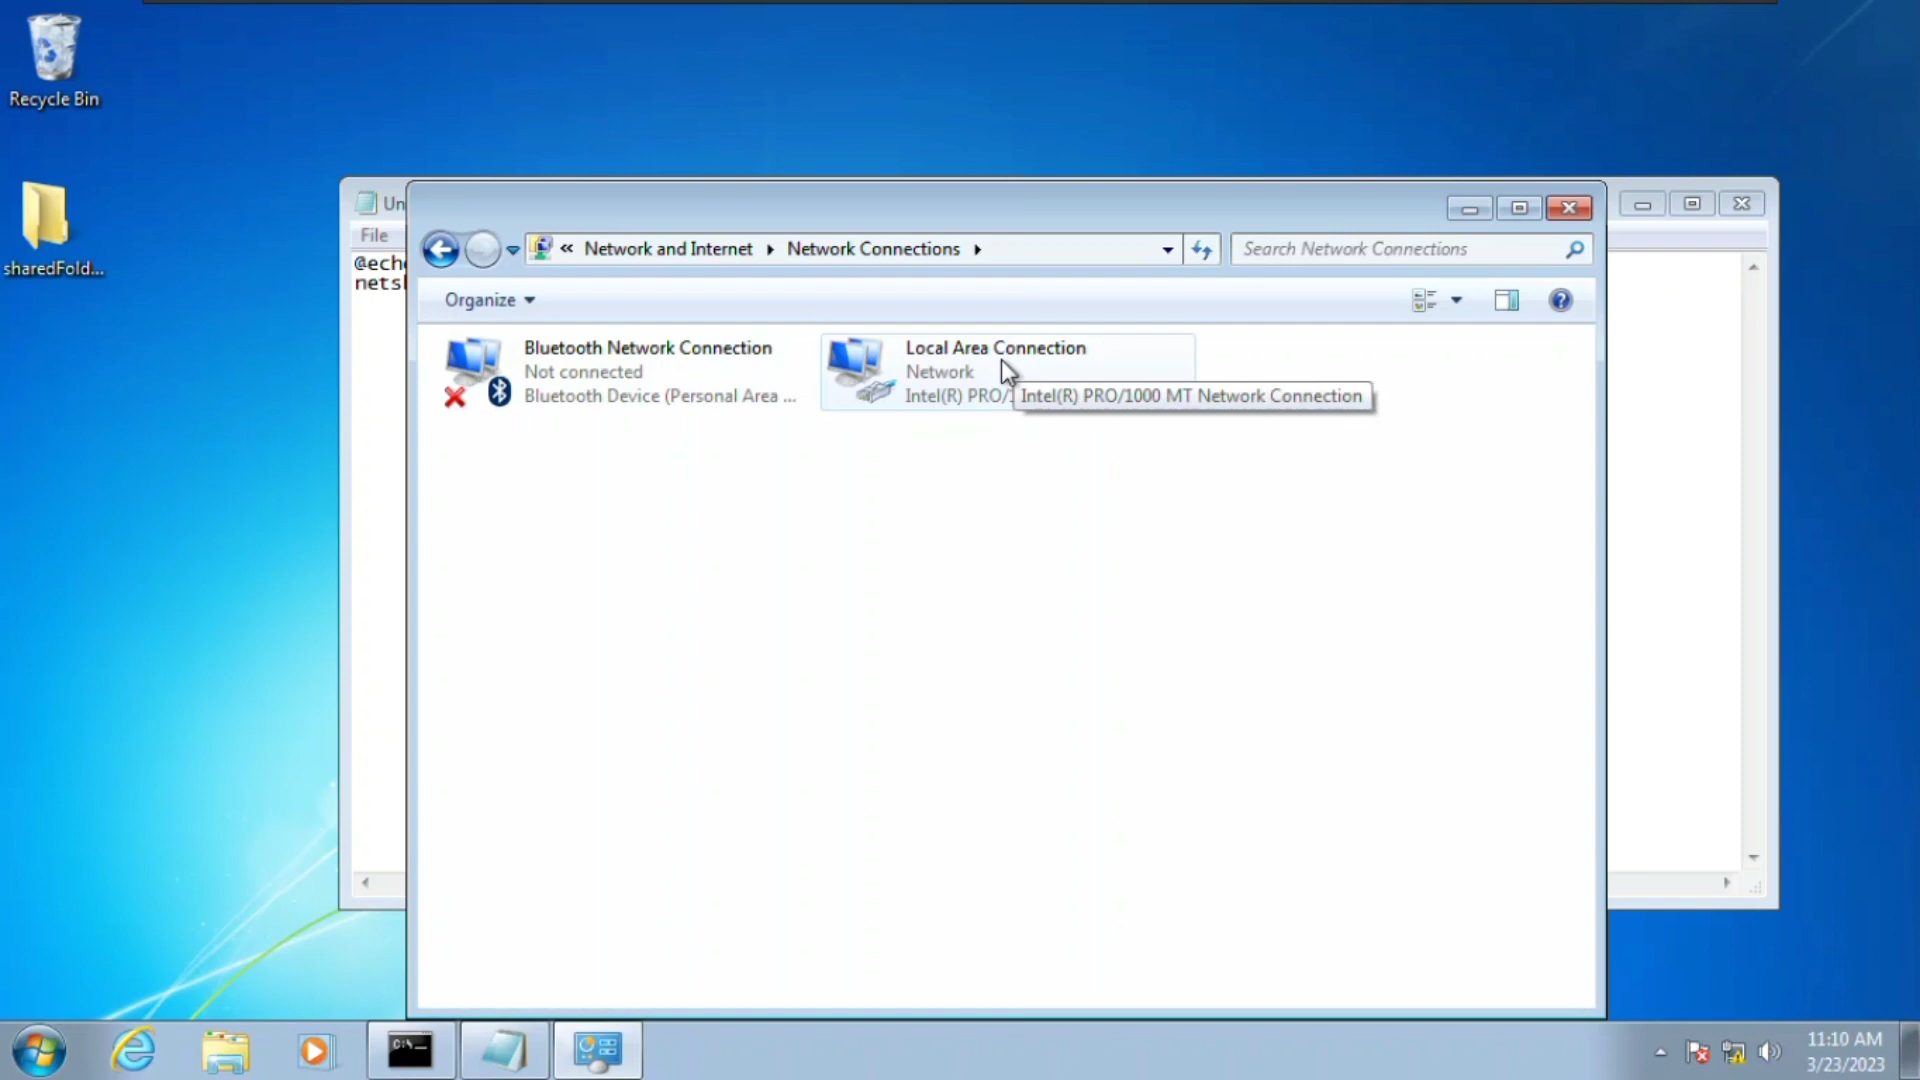 Recycle Bin
sharedFold...
Un
File
@echo
nets
Network and Internet
Network Connections
Search Network Connections
Organize
Bluetooth Network Connection
Not connected
Bluetooth Device (Personal Area ...
Local Area Connection
Network
Intel(R) PRO/1
Intel(R) PRO/1000 MT Network Connection
C:\_
11:10 AM
3/23/2023